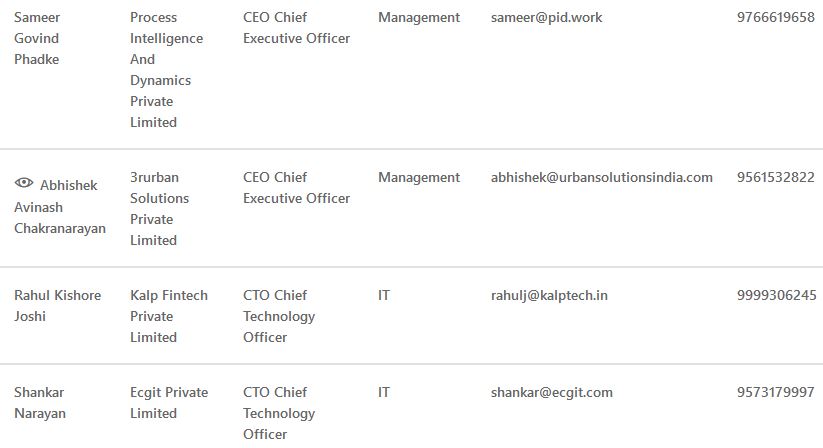 Sameer Govind Phadke Process Intelligence And Dynamics Private Limited CEO Chief Executive Officer Management sameer@pid.work 9766619658
Abhishek Avinash Chakranarayan 3rurban Solutions Private Limited CEO Chief Executive Officer Management abhishek@urbansolutionsindia.com 9561532822
Rahul Kishore Joshi Kalp Fintech Private Limited CTO Chief Technology Officer IT rahulj@kalptech.in 9999306245
Shankar Narayan Ecgit Private Limited CTO Chief Technology Officer IT shankar@ecgit.com 9573179997